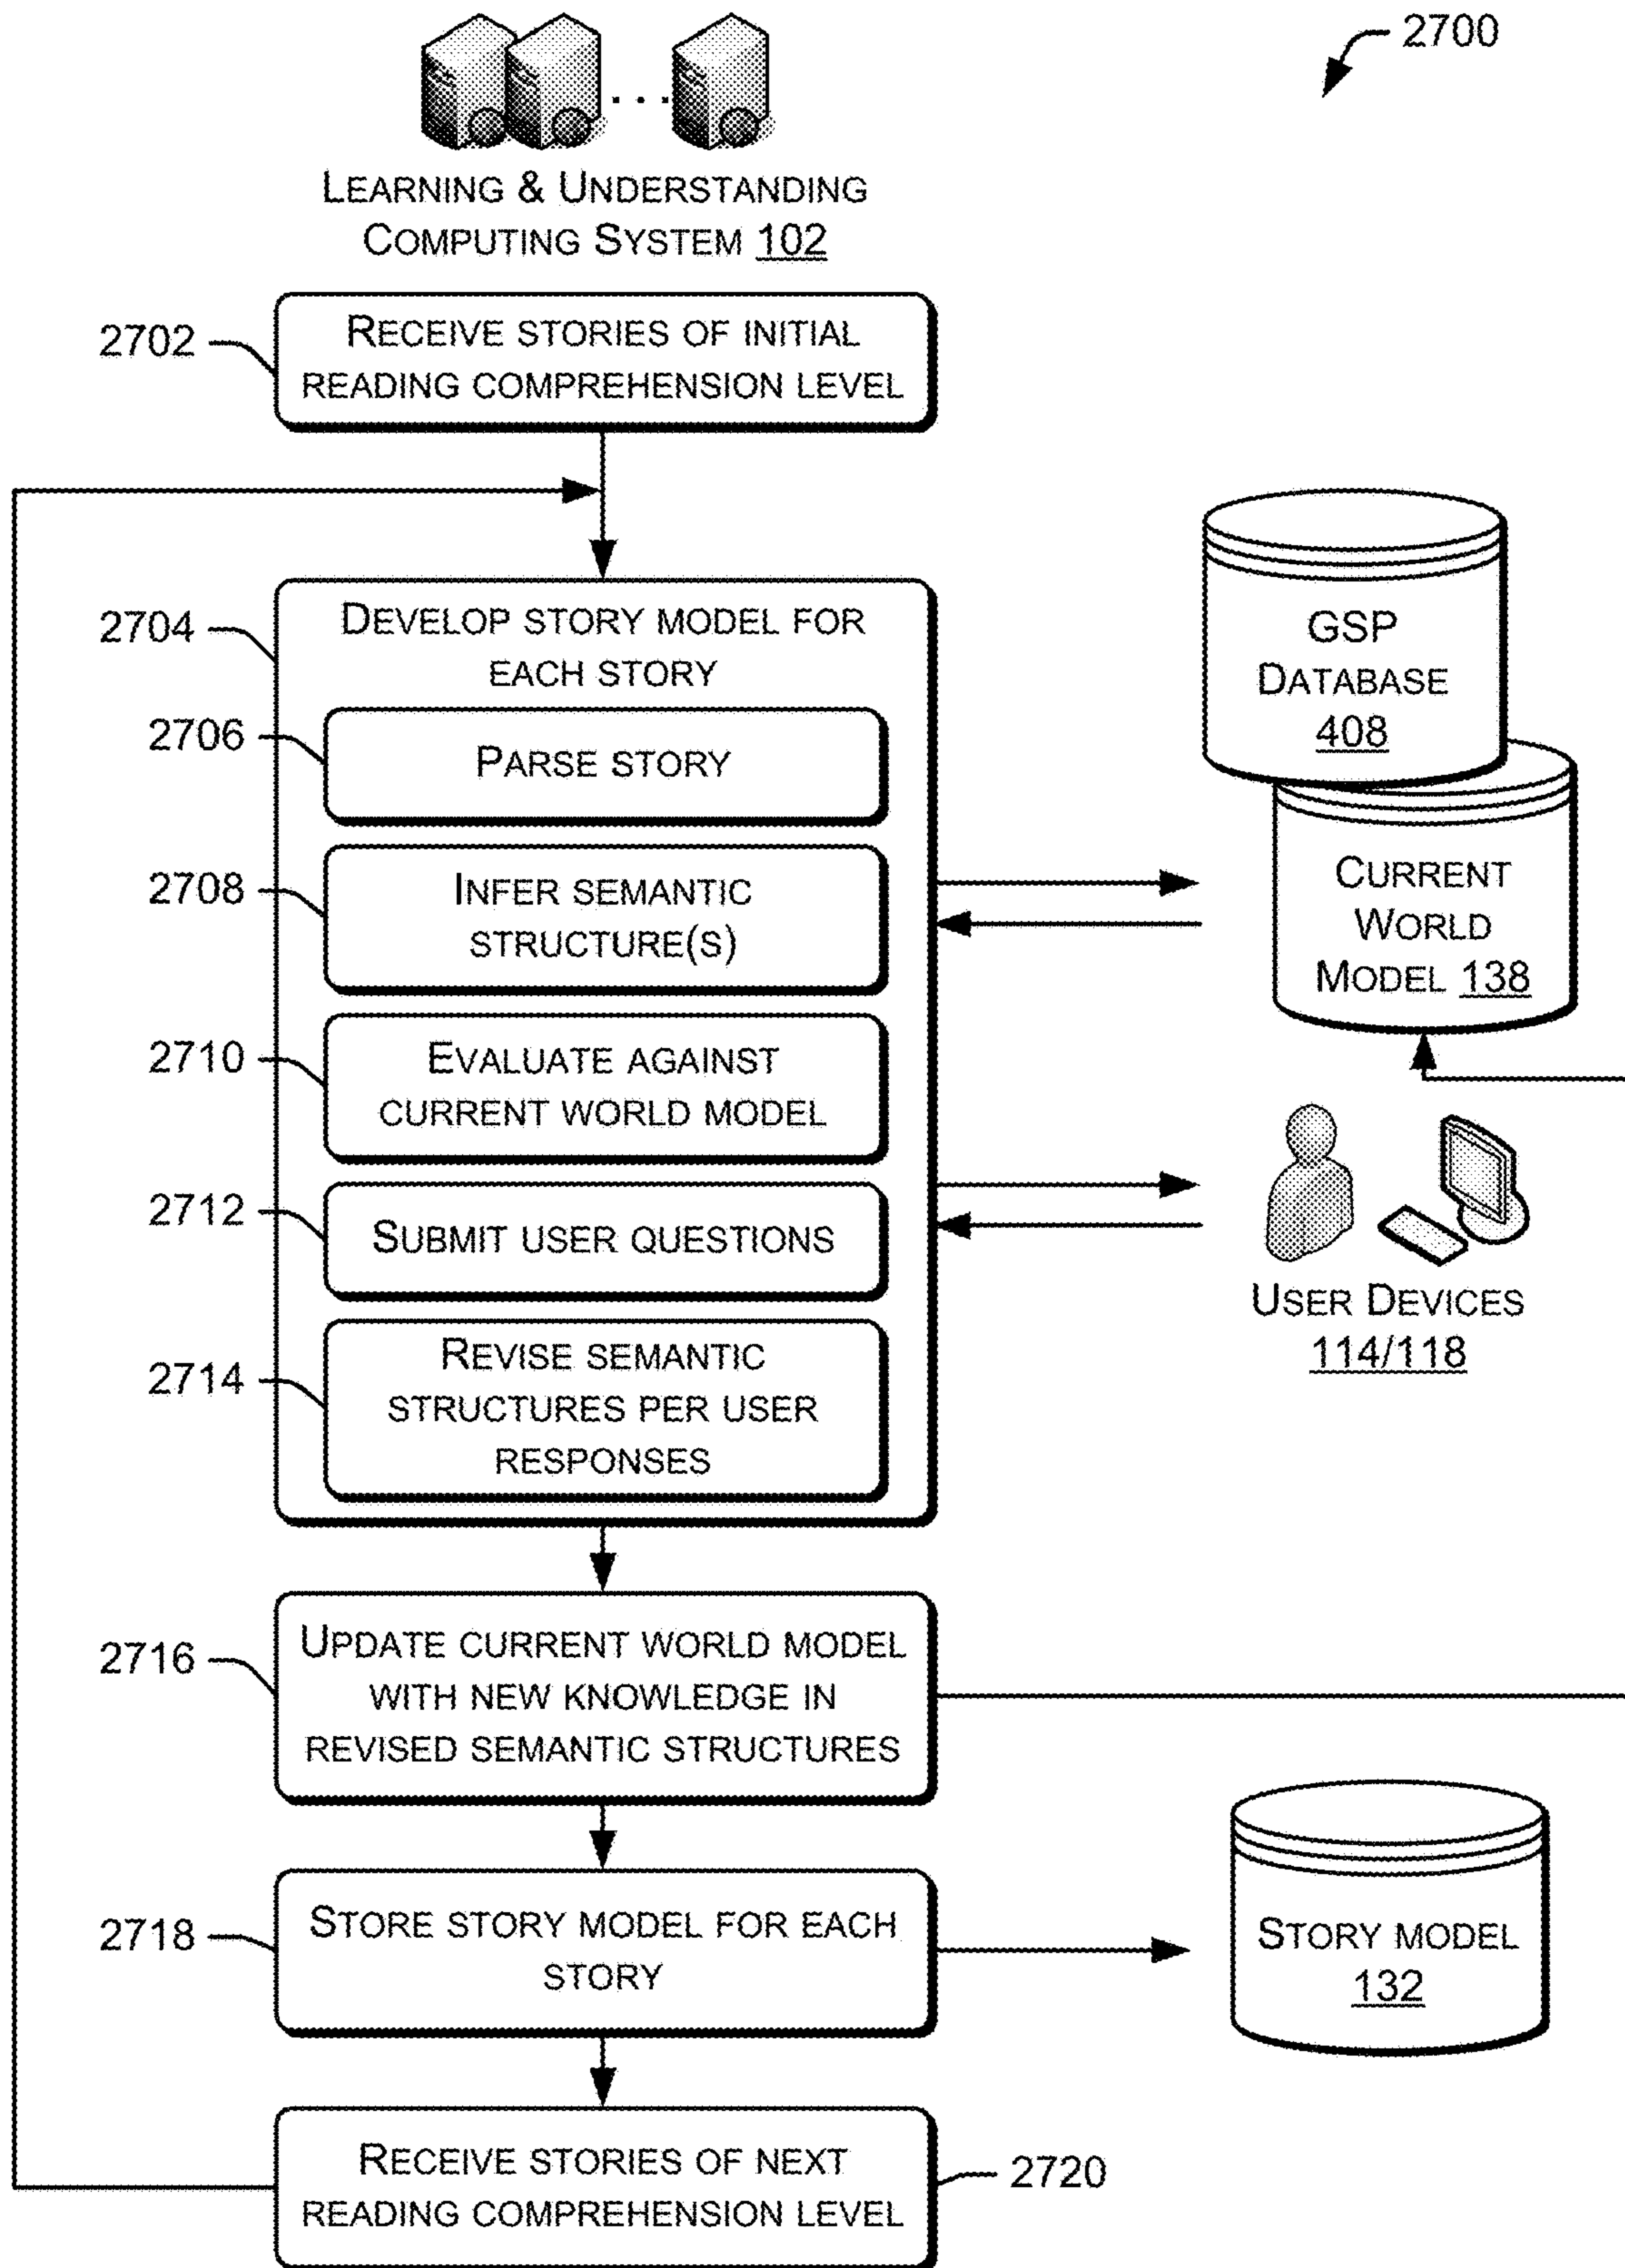 2700
LEARNING & UNDERSTANDING
COMPUTING SYSTEM 102
2702
RECEIVE STORIES OF INITIAL
READING COMPREHENSION LEVEL
2704
DEVELOP STORY MODEL FOR
EACH STORY
2706
PARSE STORY
2708
INFER SEMANTIC
STRUCTURE(S)
2710
EVALUATE AGAINST
CURRENT WORLD MODEL
2712
SUBMIT USER QUESTIONS
2714
REVISE SEMANTIC
STRUCTURES PER USER
RESPONSES
GSP
DATABASE
408
CURRENT
WORLD
MODEL 138
USER DEVICES
114/118
2716
UPDATE CURRENT WORLD MODEL
WITH NEW KNOWLEDGE IN
REVISED SEMANTIC STRUCTURES
2718
STORE STORY MODEL FOR EACH
STORY
STORY MODEL
132
RECEIVE STORIES OF NEXT
READING COMPREHENSION LEVEL
2720